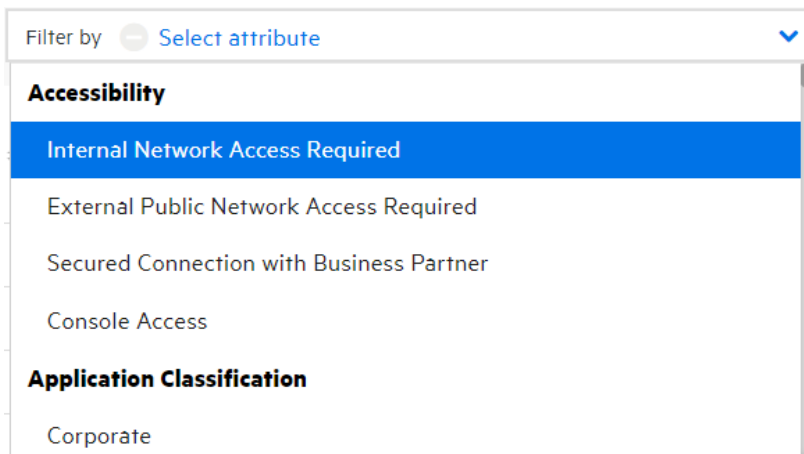 Filter by Select attribute
Accessibility
Internal Network Access Required
External Public Network Access Required
Secured Connection with Business Partner
Console Access
Application Classification
Corporate